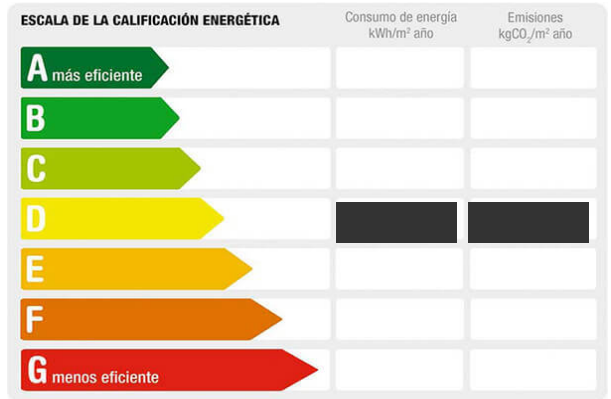 ESCALA DE LA CALIFICACIÓN ENERGÉTICA
Consumo de energía
kWh/m² año
Emisiones
kgCO₂/m² año
A más eficiente
B
C
D
E
F
G menos eficiente